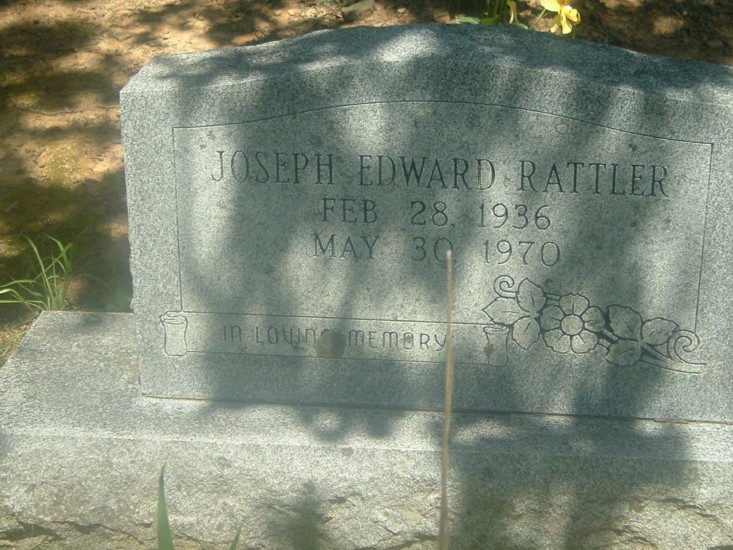 JOSEPH EDWARD RATTLER
FEB 28, 1936
MAY 30 1970
IN LOVING MEMORY